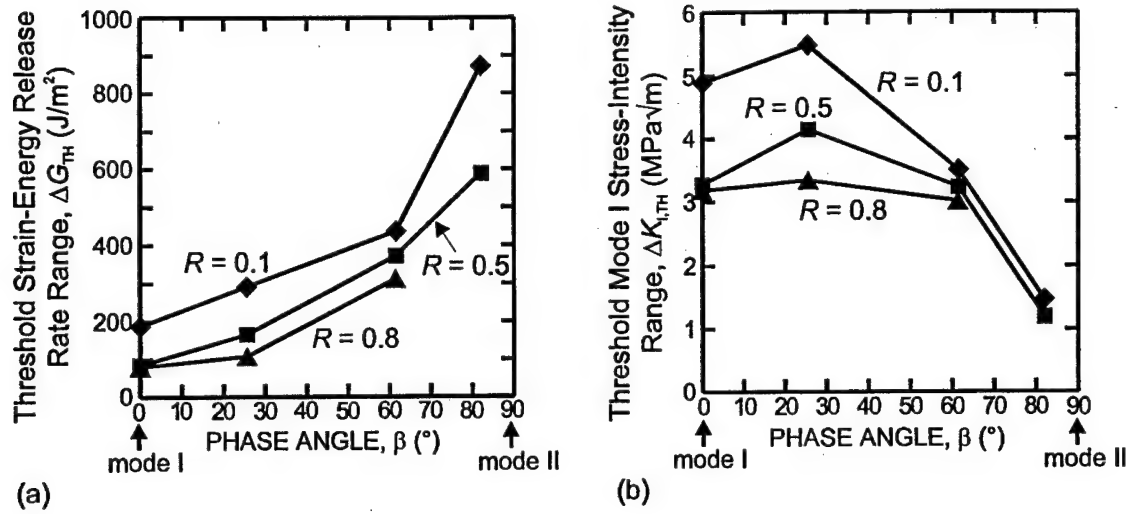 Threshold Strain-Energy Release
Rate Range, ΔG_TH (J/m²)
1000
800
600
400
200
0
R = 0.1
R = 0.5
R = 0.8
0 10 20 30 40 50 60 70 80 90
PHASE ANGLE, β (°)
mode I
mode II
(a)
Threshold Mode I Stress-Intensity
Range, ΔK_I,TH (MPa√m)
6
5
4
3
2
1
0
R = 0.1
R = 0.5
R = 0.8
0 10 20 30 40 50 60 70 80 90
PHASE ANGLE, β (°)
mode I
mode II
(b)